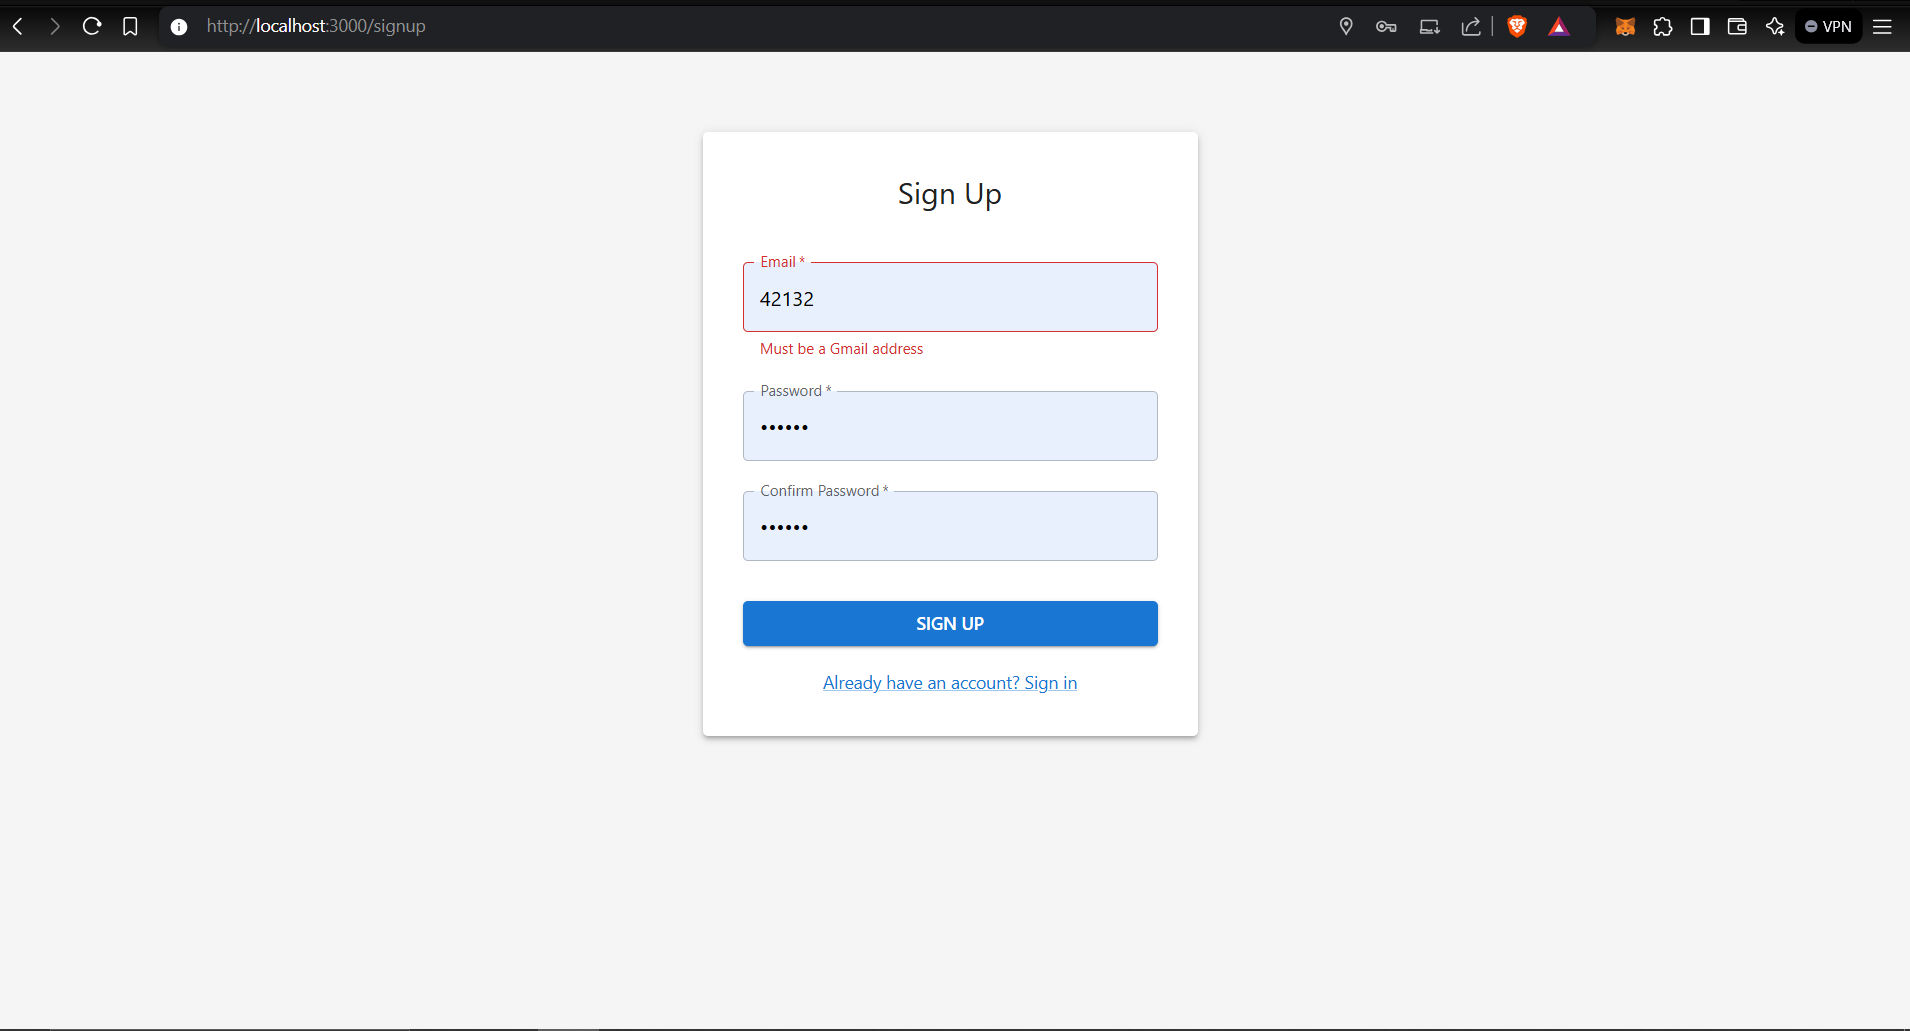 http://localhost:3000/signup
VPN
Sign Up
Email *
42132
Must be a Gmail address
Password *
••••••
Confirm Password *
••••••
SIGN UP
Already have an account? Sign in